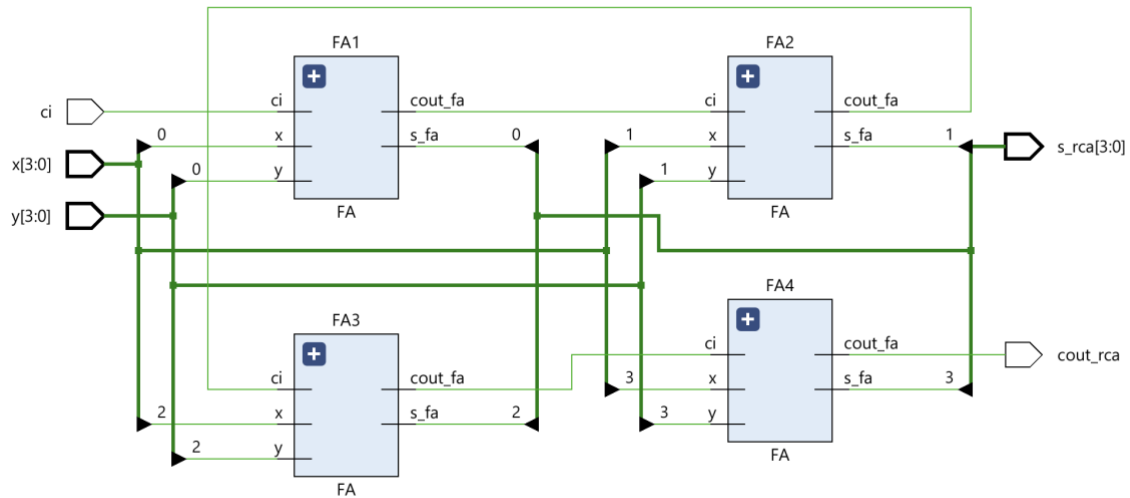 FA1
FA2
ci
ci
cout_fa
ci
cout_fa
x[3:0]
0
x
s_fa
0
1
x
s_fa
1
s_rca[3:0]
y[3:0]
0
y
1
y
FA
FA
FA3
FA4
ci
cout_fa
ci
cout_fa
cout_rca
2
x
s_fa
2
3
x
s_fa
3
2
y
3
y
FA
FA